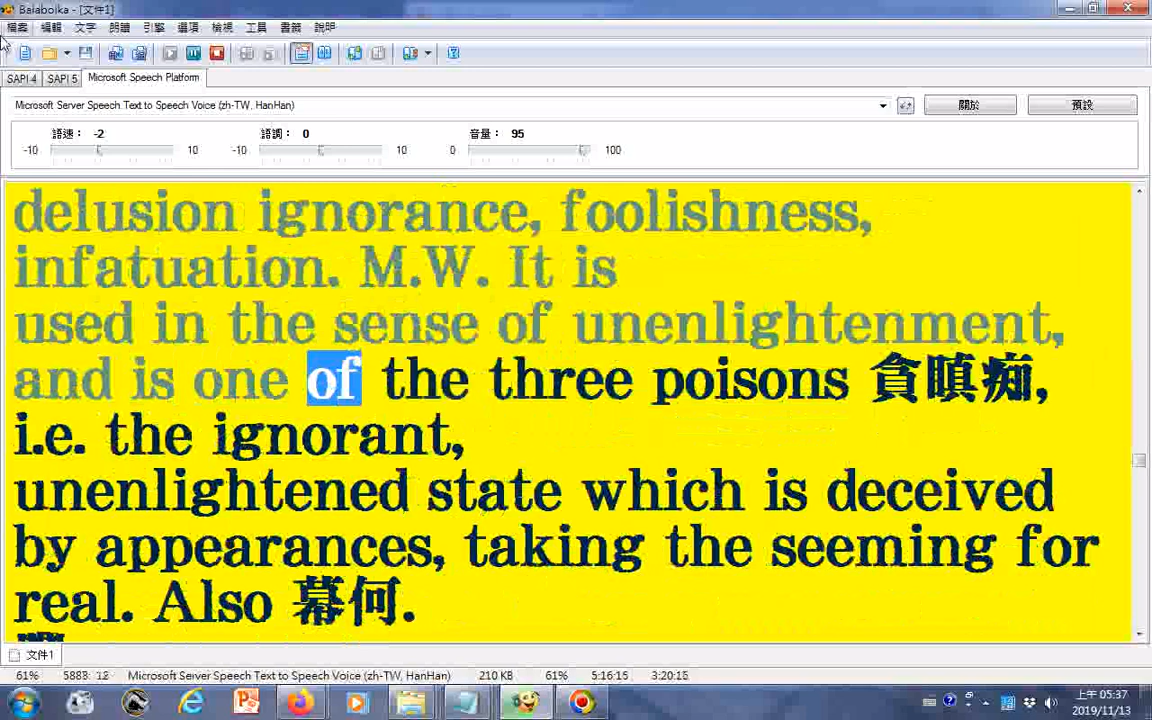 Balabolka - [文件1]
檔案 編輯 文字 朗讀 引擎 選項 檢視 工具 書籤 說明
SAPI 4 SAPI 5 Microsoft Speech Platform
Microsoft Server Speech Text to Speech Voice (zh-TW, HanHan) 關於 預設
語速： -2 語調： 0 音量： 95
-10 10 -10 10 0 100
delusion ignorance, foolishness,
infatuation. M.W. It is
used in the sense of unenlightenment,
and is one of the three poisons 貪瞋痴,
i.e. the ignorant,
unenlightened state which is deceived
by appearances, taking the seeming for
real. Also 幕何.
文件1
61% 5883: 12 Microsoft Server Speech Text to Speech Voice (zh-TW, HanHan) 210 KB 61% 5:16:15 3:20:15
上午 05:37
2019/11/13